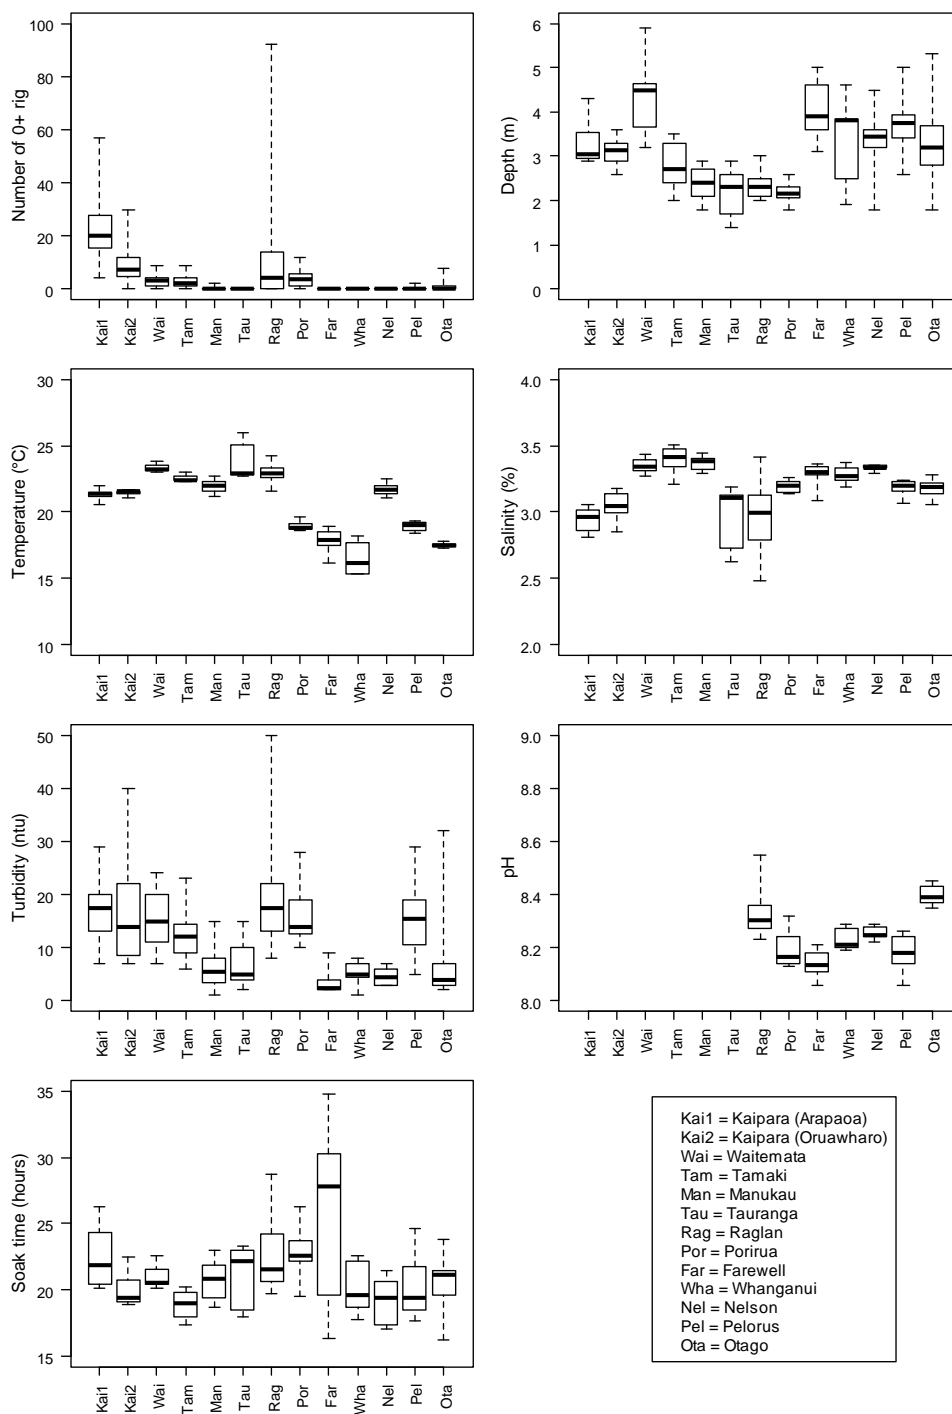 Number of 0+ rig
100
80
60
40
20
0
Kai1 Kai2 Wai Tam Man Tau Rag Por Far Wha Nel Pel Ota
Depth (m)
6
5
4
3
2
1
0
Kai1 Kai2 Wai Tam Man Tau Rag Por Far Wha Nel Pel Ota
Temperature (°C)
30
25
20
15
10
Kai1 Kai2 Wai Tam Man Tau Rag Por Far Wha Nel Pel Ota
Salinity (%)
4.0
3.5
3.0
2.5
2.0
Kai1 Kai2 Wai Tam Man Tau Rag Por Far Wha Nel Pel Ota
Turbidity (ntu)
50
40
30
20
10
0
Kai1 Kai2 Wai Tam Man Tau Rag Por Far Wha Nel Pel Ota
pH
9.0
8.8
8.6
8.4
8.2
8.0
Kai1 Kai2 Wai Tam Man Tau Rag Por Far Wha Nel Pel Ota
Soak time (hours)
35
30
25
20
15
Kai1 Kai2 Wai Tam Man Tau Rag Por Far Wha Nel Pel Ota
Kai1 = Kaipara (Arapaoa)
Kai2 = Kaipara (Oruawharo)
Wai = Waitemata
Tam = Tamaki
Man = Manukau
Tau = Tauranga
Rag = Raglan
Por = Porirua
Far = Farewell
Wha = Whanganui
Nel = Nelson
Pel = Pelorus
Ota = Otago